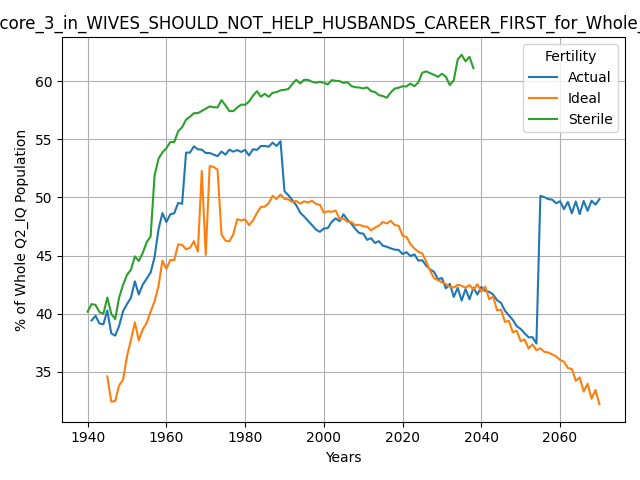 core_3_in_WIVES_SHOULD_NOT_HELP_HUSBANDS_CAREER_FIRST_for_Whole_
Fertility
Actual
Ideal
Sterile
% of Whole Q2_IQ Population
60
55
50
45
40
35
1940 1960 1980 2000 2020 2040 2060
Years